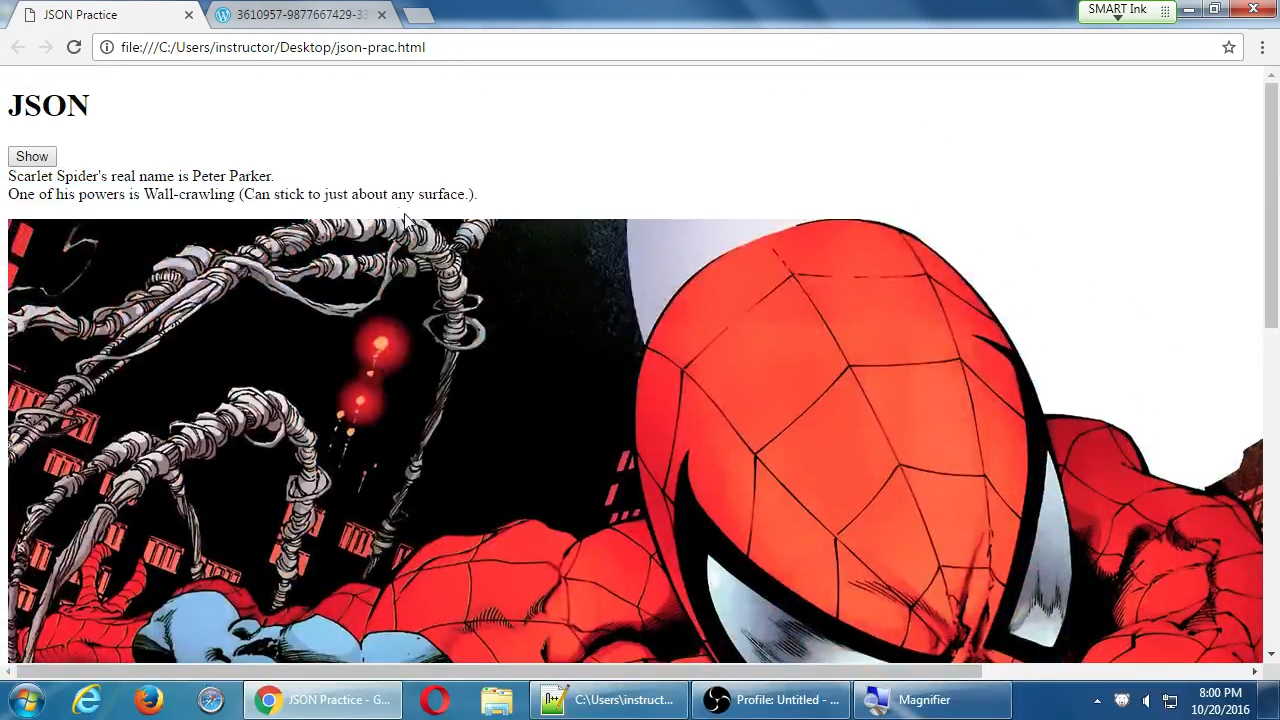 JSON Practice
3610957-9877667429-33
SMART Ink
file:///C:/Users/instructor/Desktop/json-prac.html
JSON
Show
Scarlet Spider's real name is Peter Parker.
One of his powers is Wall-crawling (Can stick to just about any surface.).
JSON Practice - G...
C:\Users\instruct...
Profile: Untitled - ...
Magnifier
8:00 PM
10/20/2016